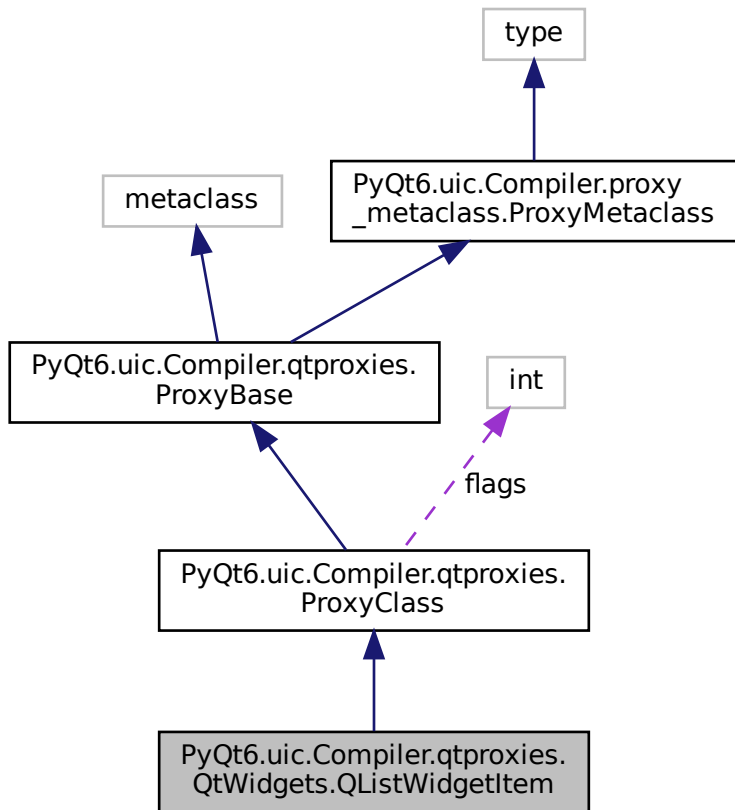 type
PyQt6.uic.Compiler.proxy
_metaclass.ProxyMetaclass
metaclass
PyQt6.uic.Compiler.qtproxies.
ProxyBase
int
flags
PyQt6.uic.Compiler.qtproxies.
ProxyClass
PyQt6.uic.Compiler.qtproxies.
QtWidgets.QListWidgetItem